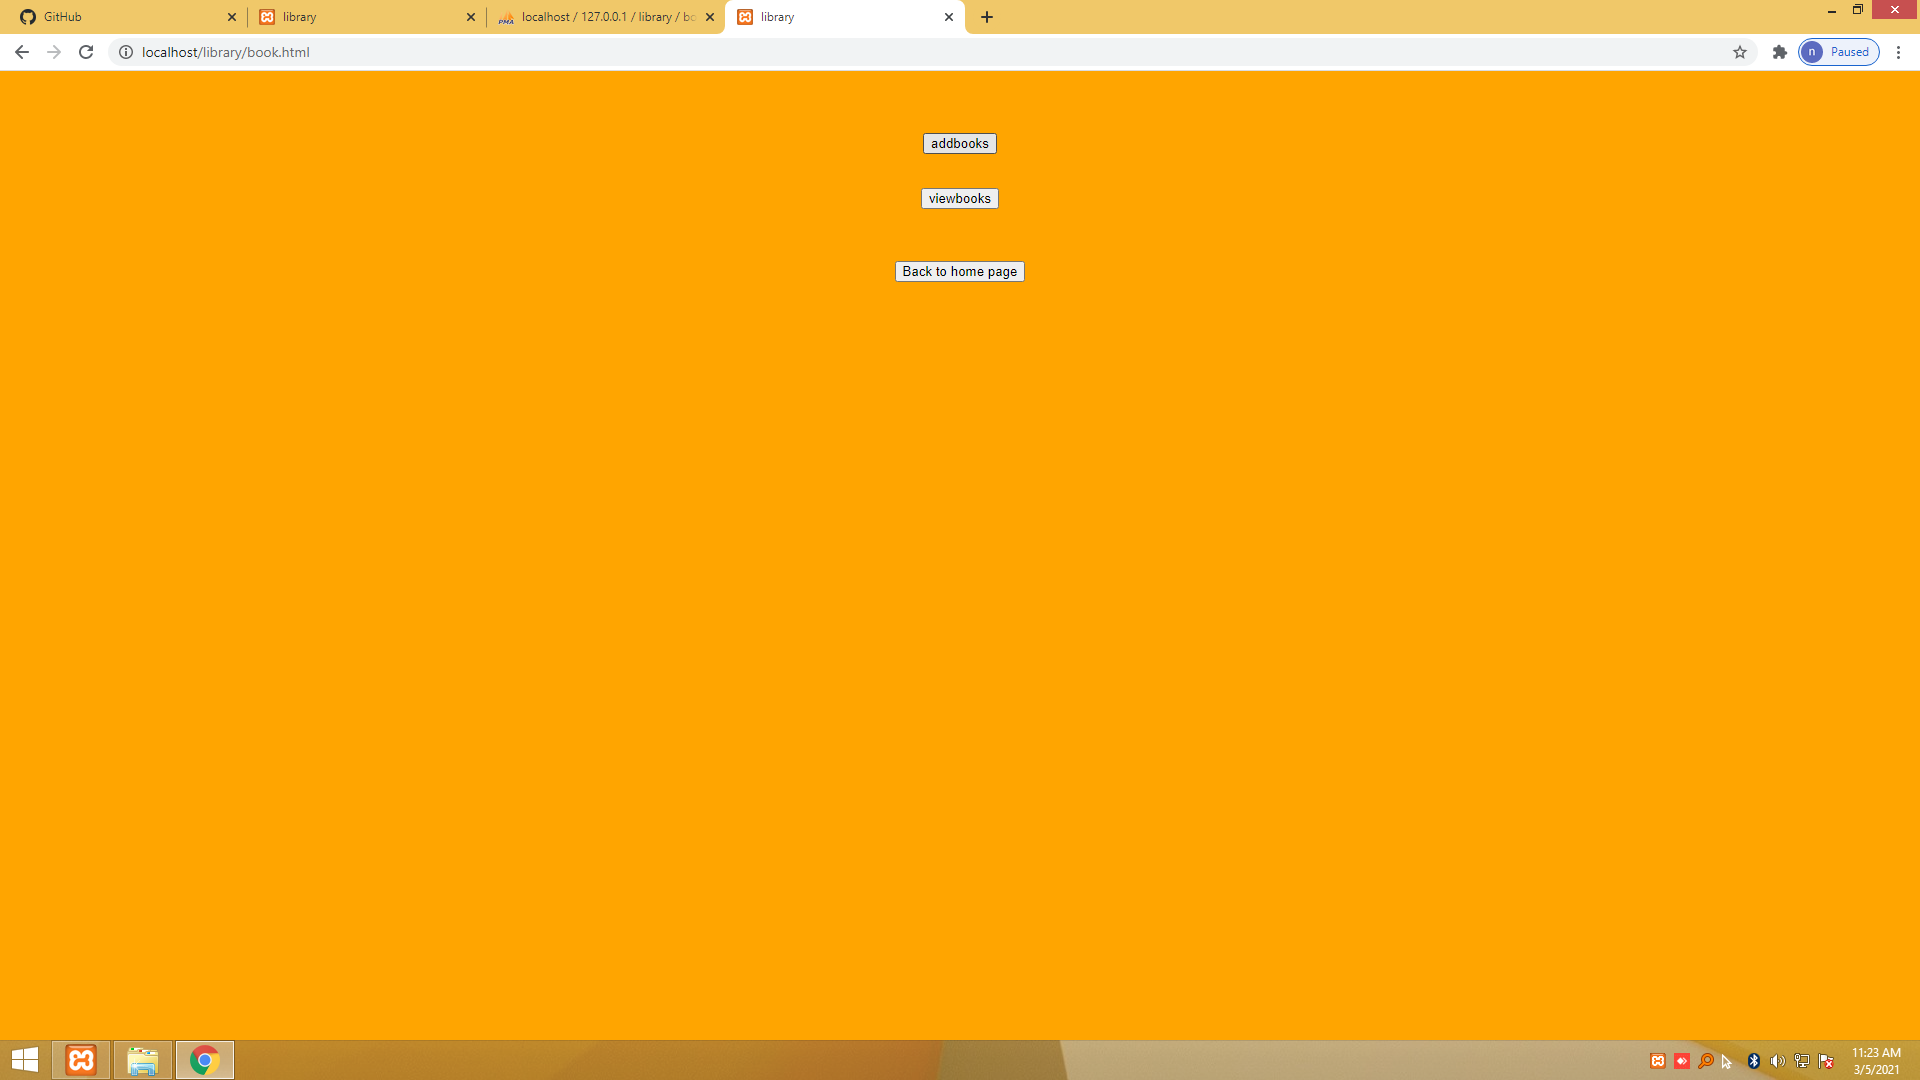 GitHub
library
localhost / 127.0.0.1 / library / bo
library
localhost/library/book.html
n
Paused
addbooks
viewbooks
Back to home page
PMA
11:23 AM
3/5/2021